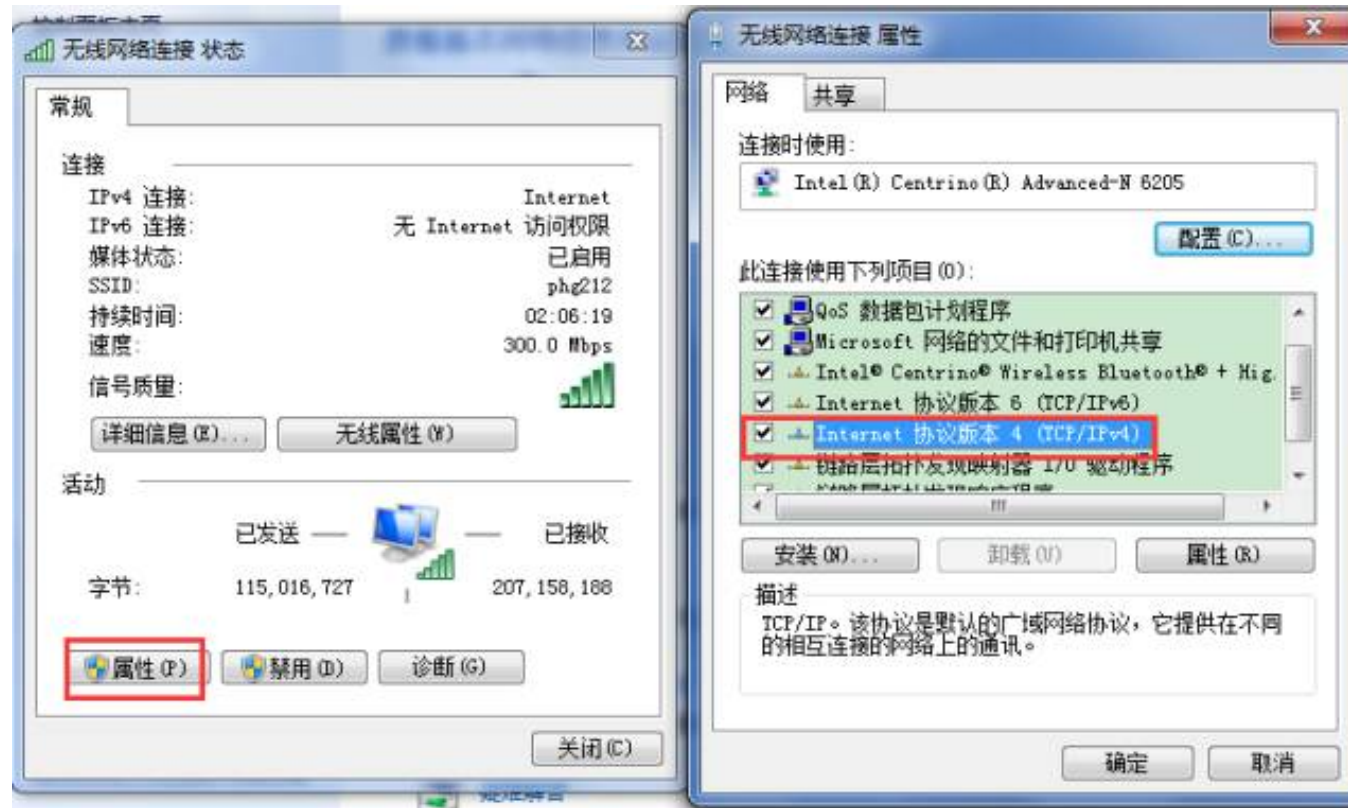 控制面板主页
无线网络连接 状态
常规
连接
IPv4 连接: Internet
IPv6 连接: 无 Internet 访问权限
媒体状态: 已启用
SSID: phg212
持续时间: 02:06:19
速度: 300.0 Mbps
信号质量:
详细信息(E)... 无线属性(W)
活动
已发送 — — 已接收
字节: 115,016,727 207,158,188
属性(P) 禁用(D) 诊断(G)
关闭(C)
疑难解答
无线网络连接 属性
网络 共享
连接时使用:
Intel(R) Centrino(R) Advanced-N 6205
配置(C)...
此连接使用下列项目(O):
QoS 数据包计划程序
Microsoft 网络的文件和打印机共享
Intel® Centrino® Wireless Bluetooth® + Hig
Internet 协议版本 6 (TCP/IPv6)
Internet 协议版本 4 (TCP/IPv4)
链路层拓扑发现映射器 I/O 驱动程序
安装(N)... 卸载(U) 属性(R)
描述
TCP/IP。该协议是默认的广域网络协议，它提供在不同
的相互连接的网络上的通讯。
确定 取消